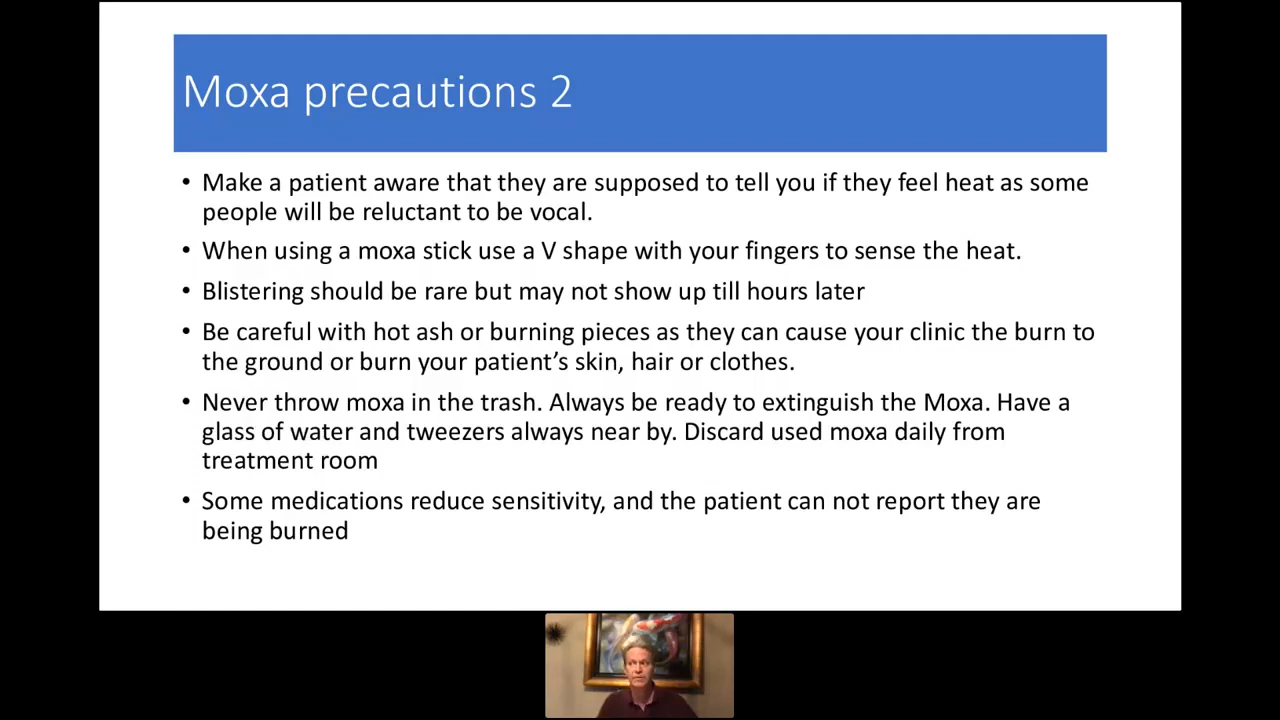 Moxa precautions 2
• Make a patient aware that they are supposed to tell you if they feel heat as some
people will be reluctant to be vocal.
• When using a moxa stick use a V shape with your fingers to sense the heat.
• Blistering should be rare but may not show up till hours later
• Be careful with hot ash or burning pieces as they can cause your clinic the burn to
the ground or burn your patient’s skin, hair or clothes.
• Never throw moxa in the trash. Always be ready to extinguish the Moxa. Have a
glass of water and tweezers always near by. Discard used moxa daily from
treatment room
• Some medications reduce sensitivity, and the patient can not report they are
being burned